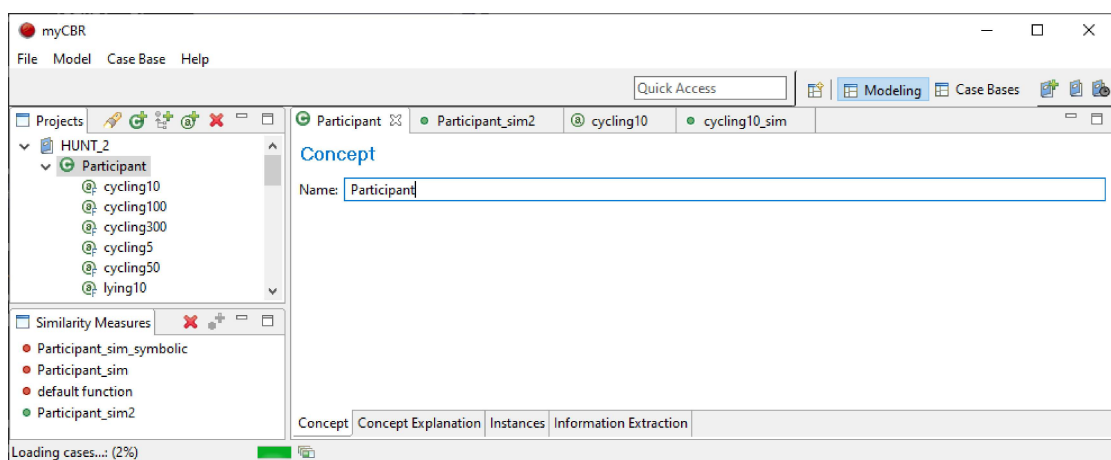 myCBR
File Model Case Base Help
Quick Access
Modeling
Case Bases
Projects
HUNT_2
Participant
cycling10
cycling100
cycling300
cycling5
cycling50
lying10
Similarity Measures
Participant_sim_symbolic
Participant_sim
default function
Participant_sim2
Participant
Participant_sim2
cycling10
cycling10_sim
Concept
Name: Participant
Concept Concept Explanation Instances Information Extraction
Loading cases...: (2%)